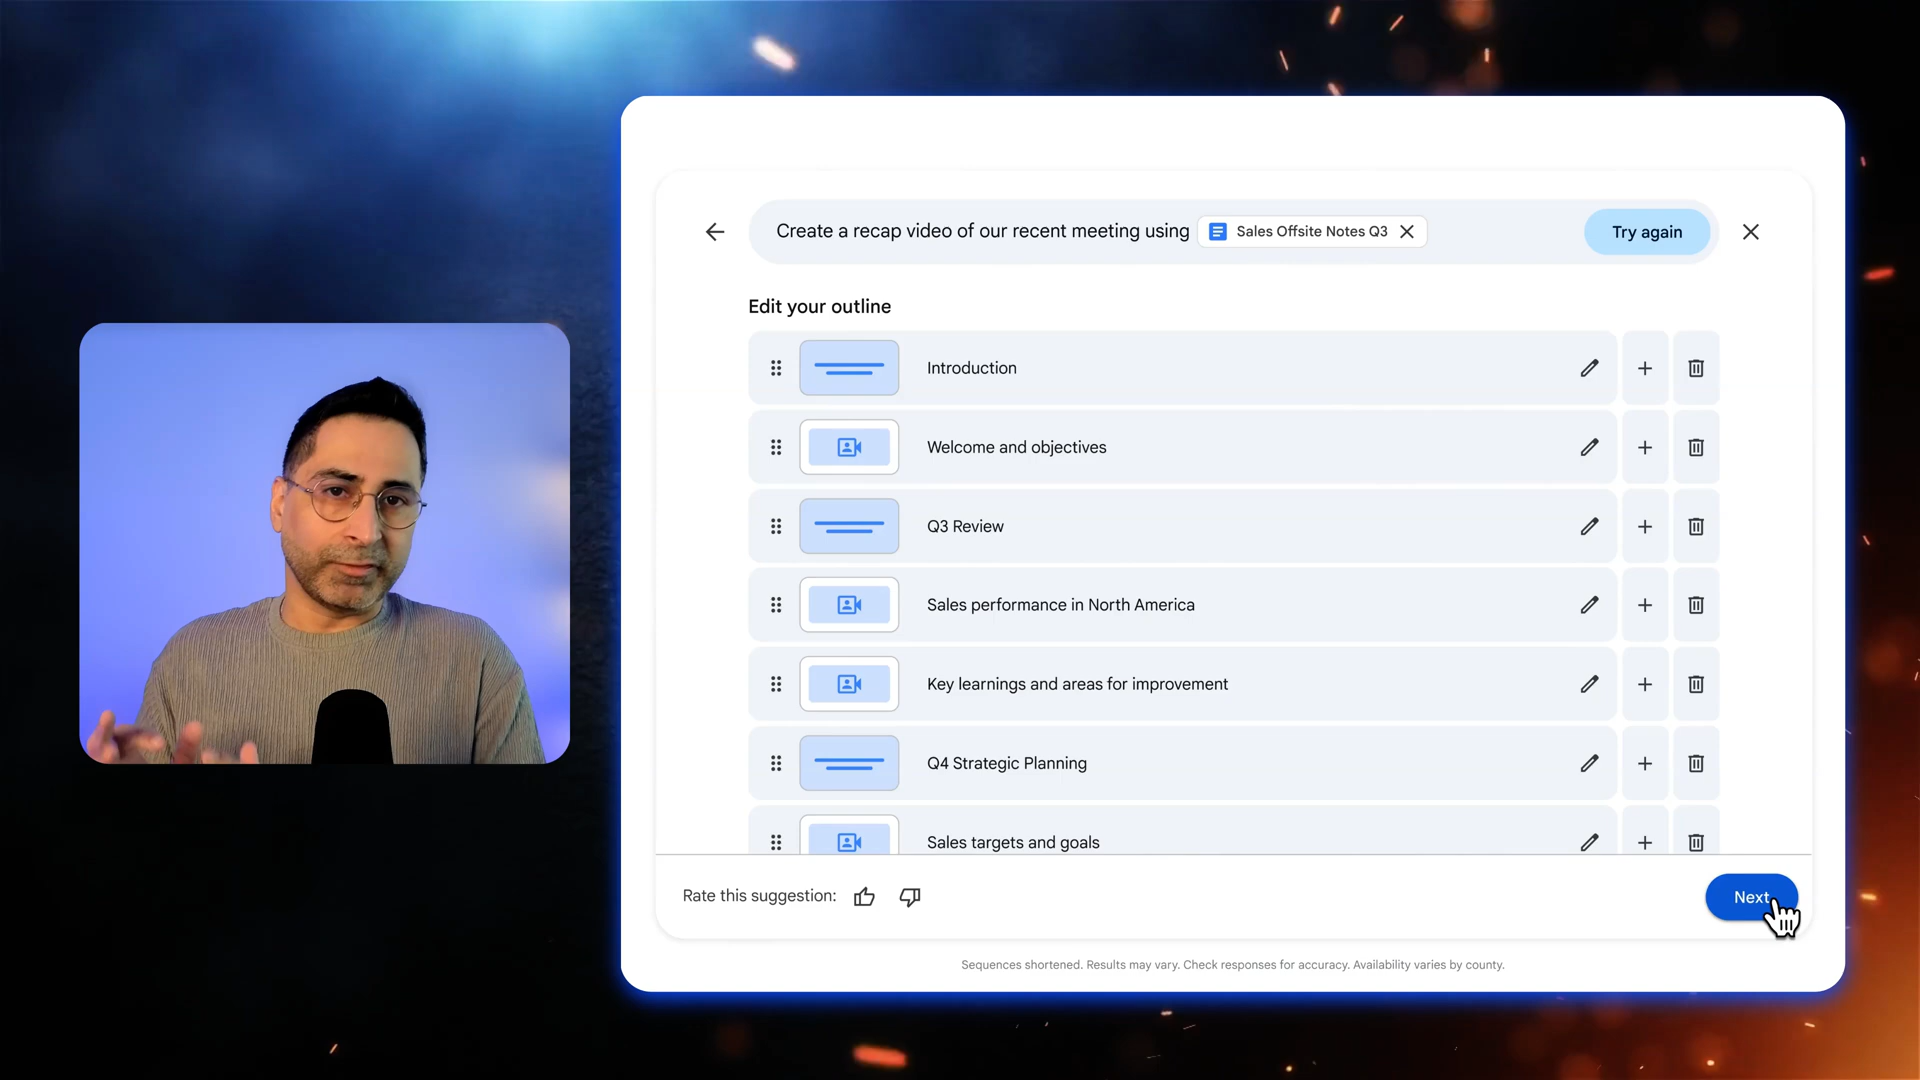 Create a recap video of our recent meeting using Sales Offsite Notes Q3
Try again
Edit your outline
Introduction
Welcome and objectives
Q3 Review
Sales performance in North America
Key learnings and areas for improvement
Q4 Strategic Planning
Sales targets and goals
Rate this suggestion:
Next
Sequences shortened. Results may vary. Check responses for accuracy. Availability varies by county.